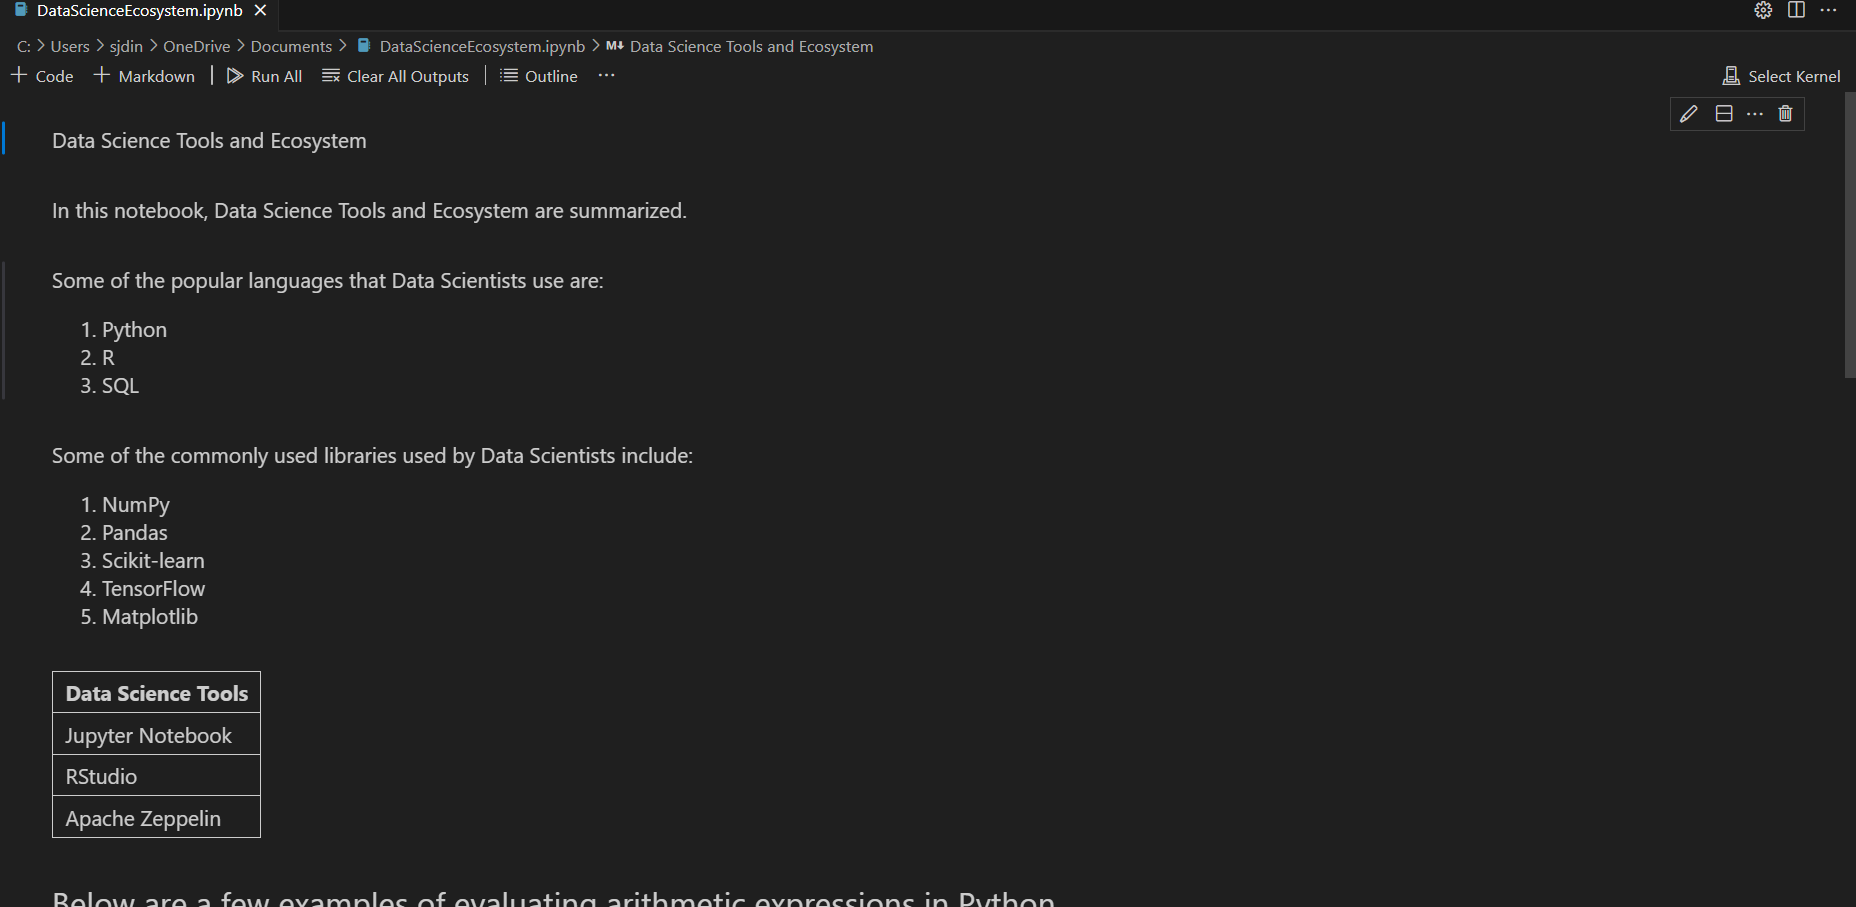 DataScienceEcosystem.ipynb
C: > Users > sjdin > OneDrive > Documents > DataScienceEcosystem.ipynb > M↓ Data Science Tools and Ecosystem
+ Code + Markdown | Run All Clear All Outputs | Outline ...
Select Kernel
Data Science Tools and Ecosystem
In this notebook, Data Science Tools and Ecosystem are summarized.
Some of the popular languages that Data Scientists use are:
1. Python
2. R
3. SQL
Some of the commonly used libraries used by Data Scientists include:
1. NumPy
2. Pandas
3. Scikit-learn
4. TensorFlow
5. Matplotlib
Data Science Tools
Jupyter Notebook
RStudio
Apache Zeppelin
Below are a few examples of evaluating arithmetic expressions in Python